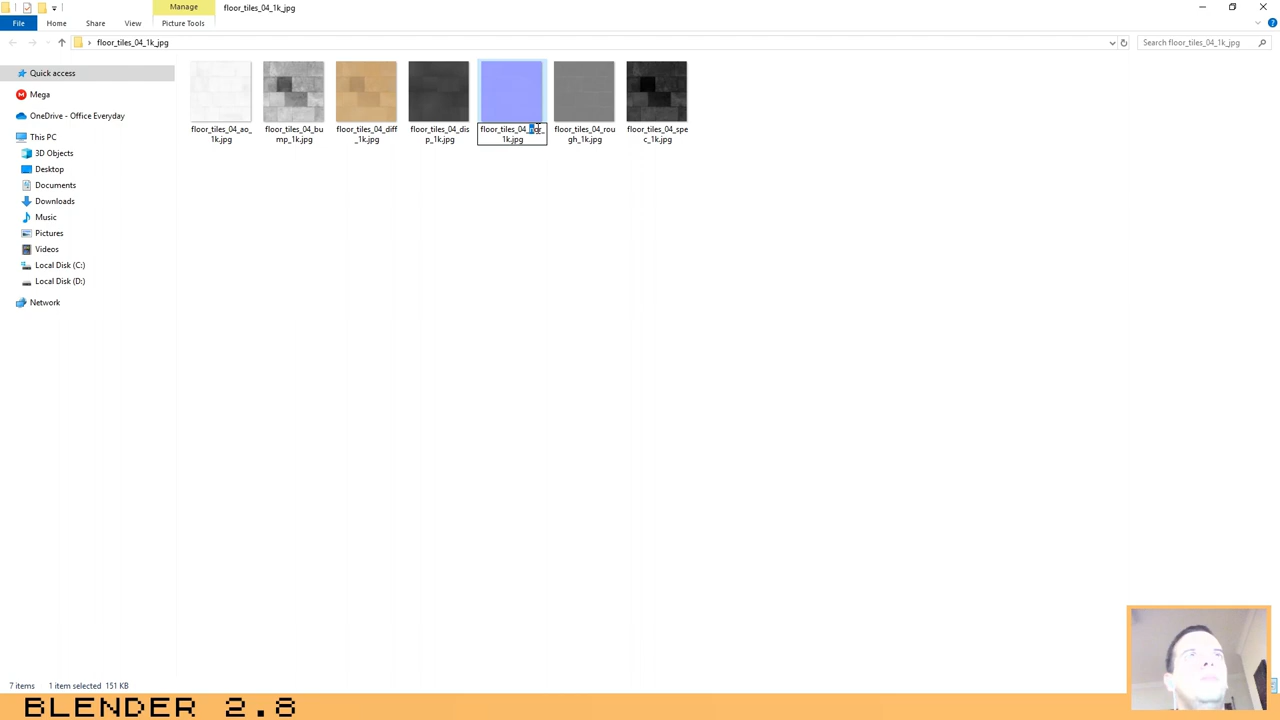 Manage
floor_tiles_04_1k_jpg
File
Home
Share
View
Picture Tools
floor_tiles_04_1k_jpg
Search floor_tiles_04_1k_jpg
Quick access
Mega
OneDrive - Office Everyday
This PC
3D Objects
Desktop
Documents
Downloads
Music
Pictures
Videos
Local Disk (C:)
Local Disk (D:)
Network
floor_tiles_04_ao_
1k.jpg
floor_tiles_04_bu
mp_1k.jpg
floor_tiles_04_diff
_1k.jpg
floor_tiles_04_dis
p_1k.jpg
floor_tiles_04_nor_
1k.jpg
floor_tiles_04_rou
gh_1k.jpg
floor_tiles_04_spe
c_1k.jpg
7 items
1 item selected 151 KB
BLENDER 2.8